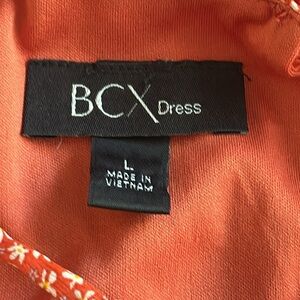 BCX Dress
L
MADE IN
VIETNAM